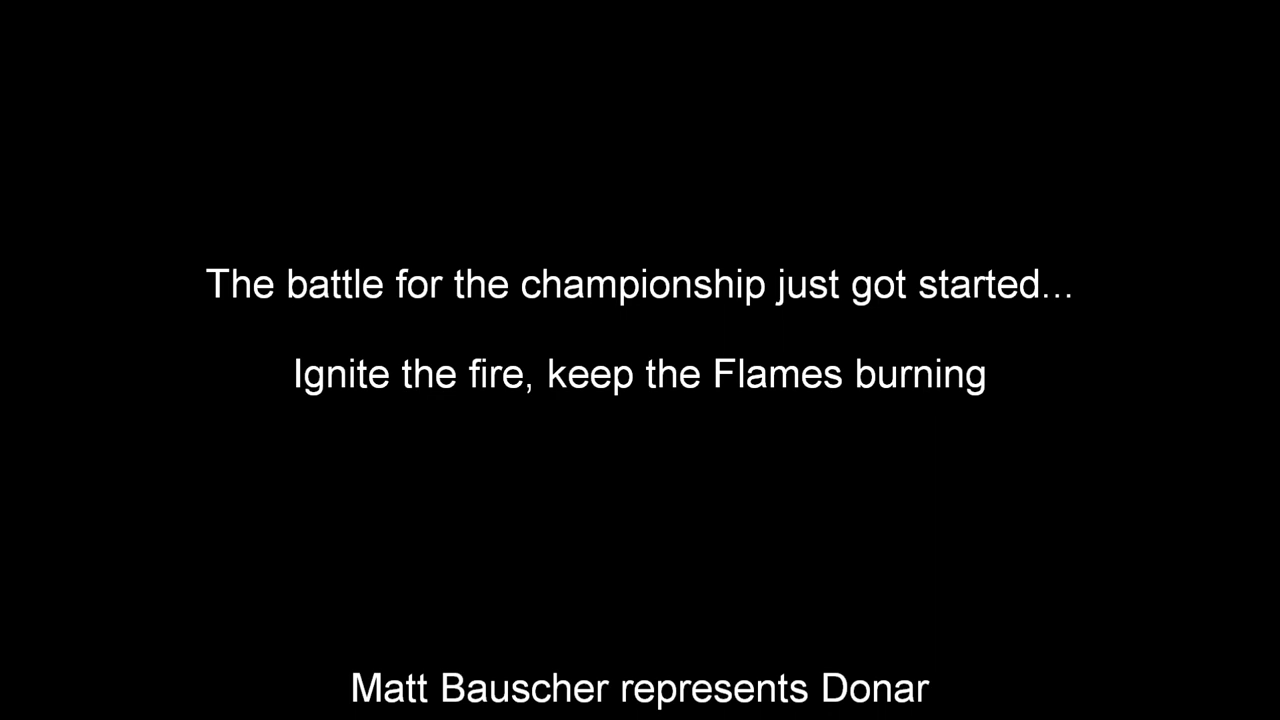 The battle for the championship just got started...
Ignite the fire, keep the Flames burning
Matt Bauscher represents Donar